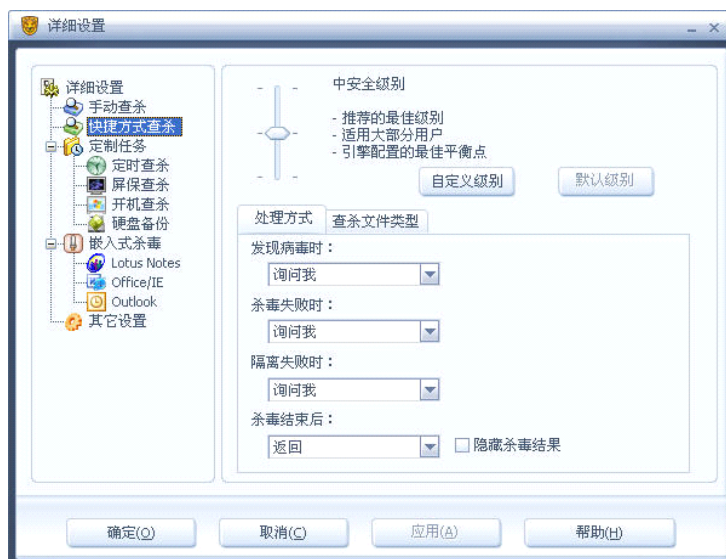 详细设置
详细设置
手动查杀
快捷方式查杀
定制任务
定时查杀
屏保查杀
开机查杀
硬盘备份
嵌入式杀毒
Lotus Notes
Office/IE
Outlook
其它设置
中安全级别
- 推荐的最佳级别
- 适用大部分用户
- 引擎配置的最佳平衡点
自定义级别
默认级别
处理方式
查杀文件类型
发现病毒时：
询问我
杀毒失败时：
询问我
隔离失败时：
询问我
杀毒结束后：
返回
隐藏杀毒结果
确定(O)
取消(C)
应用(A)
帮助(H)